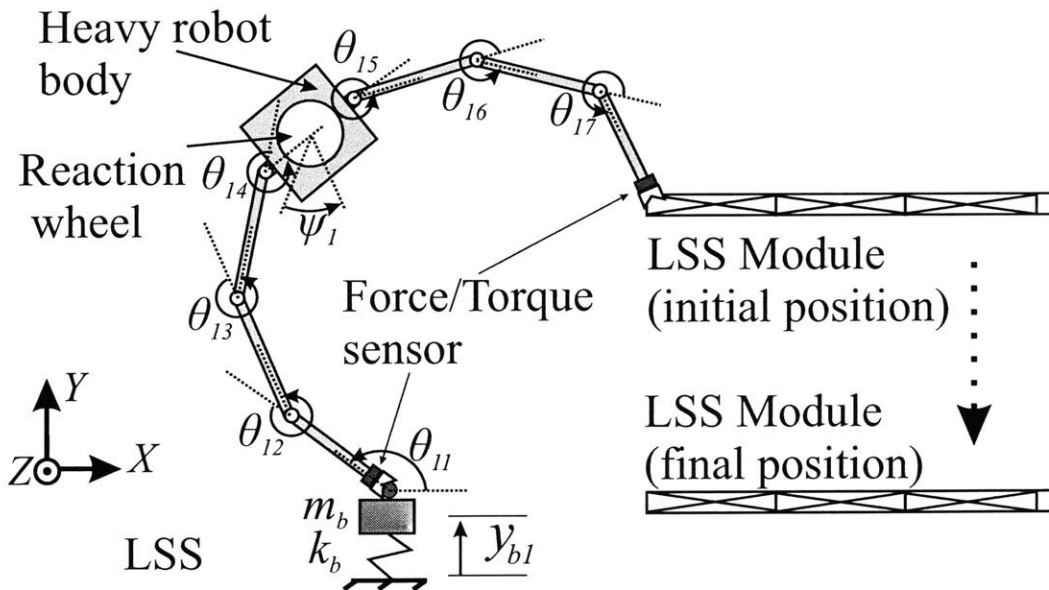 Heavy robot
body
θ15
θ16
θ17
Reaction
wheel
θ14
ψ1
LSS Module
(initial position)
Force/Torque
sensor
θ13
LSS Module
(final position)
Y
X
Z
θ12
θ11
mb
kb
yb1
LSS